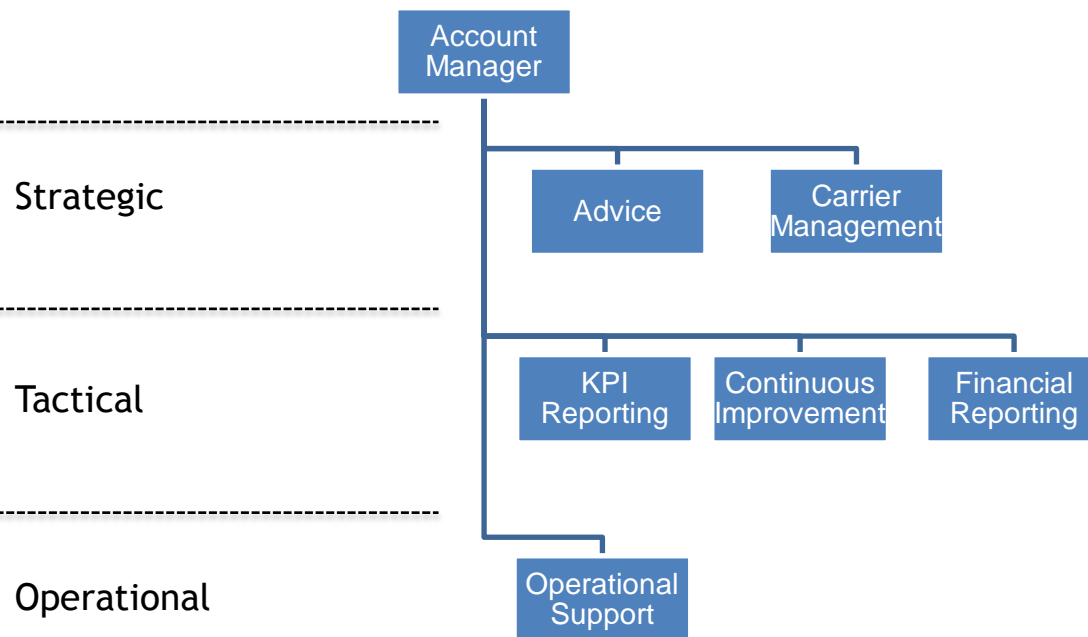 Account
Manager
Strategic
Advice
Carrier
Management
Tactical
KPI
Reporting
Continuous
Improvement
Financial
Reporting
Operational
Operational
Support